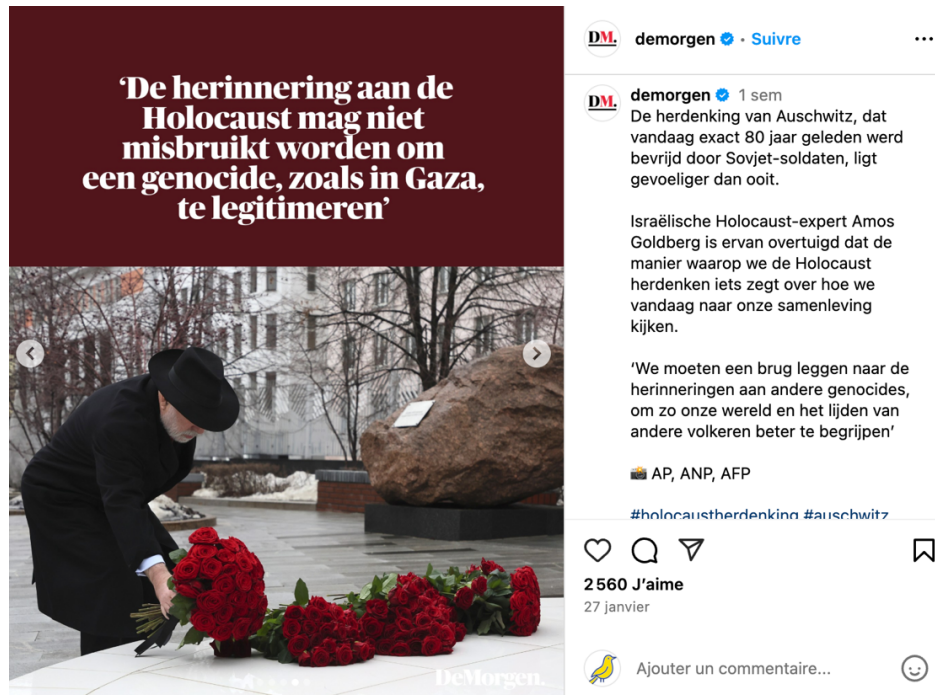 ‘De herinnering aan de
Holocaust mag niet
misbruikt worden om
een genocide, zoals in Gaza,
te legitimeren’
DeMorgen.
DM.
demorgen • Suivre
DM.
demorgen 1 sem
De herdenking van Auschwitz, dat
vandaag exact 80 jaar geleden werd
bevrijd door Sovjet-soldaten, ligt
gevoeliger dan ooit.
Israëlische Holocaust-expert Amos
Goldberg is ervan overtuigd dat de
manier waarop we de Holocaust
herdenken iets zegt over hoe we
vandaag naar onze samenleving
kijken.
‘We moeten een brug leggen naar de
herinneringen aan andere genocides,
om zo onze wereld en het lijden van
andere volkeren beter te begrijpen’
📸 AP, ANP, AFP
#holocaustherdenking #auschwitz
2 560 J’aime
27 janvier
Ajouter un commentaire...